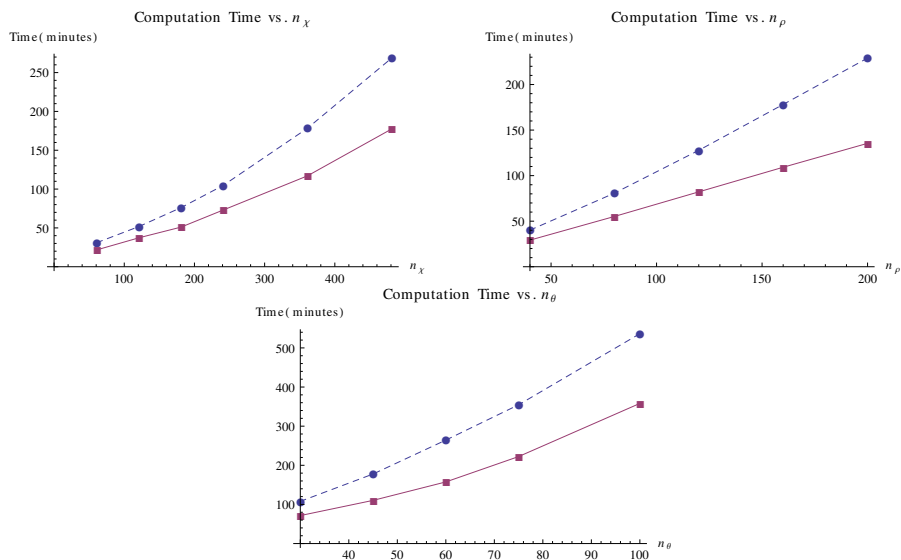 Computation Time vs. n_χ
Time(minutes)
250
200
150
100
50
100 200 300 400 n_χ
Computation Time vs. n_ρ
Time(minutes)
200
150
100
50
50 100 150 200 n_ρ
Computation Time vs. n_θ
Time(minutes)
500
400
300
200
100
40 50 60 70 80 90 100 n_θ